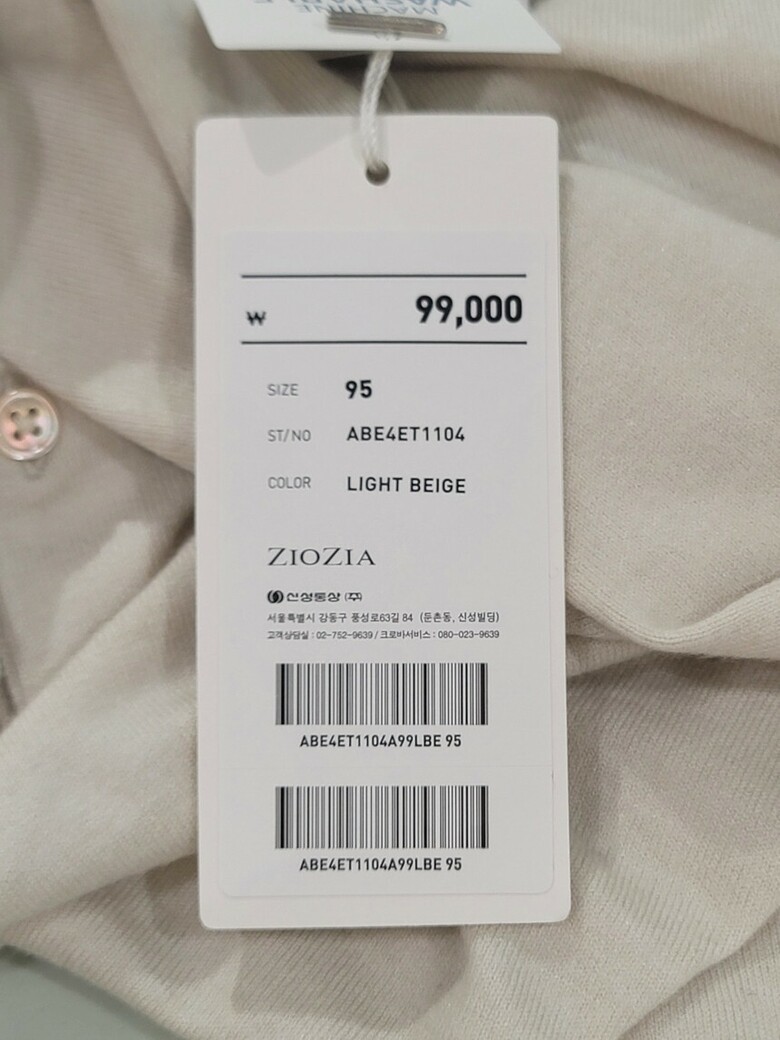 MACHINE
WASHABLE
₩ 99,000
SIZE 95
ST/NO ABE4ET1104
COLOR LIGHT BEIGE
ZIOZIA
신성통상 (주)
서울특별시 강동구 풍성로63길 84 (둔촌동, 신성빌딩)
고객상담실 : 02-752-9639 / 크로바서비스 : 080-023-9639
ABE4ET1104A99LBE 95
ABE4ET1104A99LBE 95